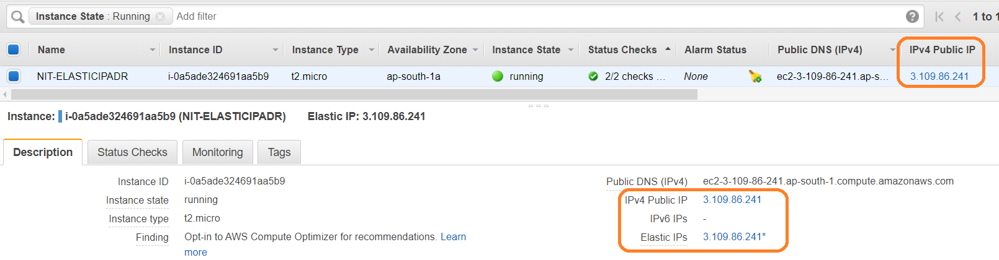 Instance State : Running Add filter 1 to 1
Name Instance ID Instance Type Availability Zone Instance State Status Checks Alarm Status Public DNS (IPv4) IPv4 Public IP
NIT-ELASTICIPADR i-0a5ade324691aa5b9 t2.micro ap-south-1a running 2/2 checks ... None ec2-3-109-86-241.ap-s... 3.109.86.241
Instance: i-0a5ade324691aa5b9 (NIT-ELASTICIPADR) Elastic IP: 3.109.86.241
Description Status Checks Monitoring Tags
Instance ID i-0a5ade324691aa5b9 Public DNS (IPv4) ec2-3-109-86-241.ap-south-1.compute.amazonaws.com
Instance state running IPv4 Public IP 3.109.86.241
Instance type t2.micro IPv6 IPs -
Finding Opt-in to AWS Compute Optimizer for recommendations. Learn Elastic IPs 3.109.86.241*
more